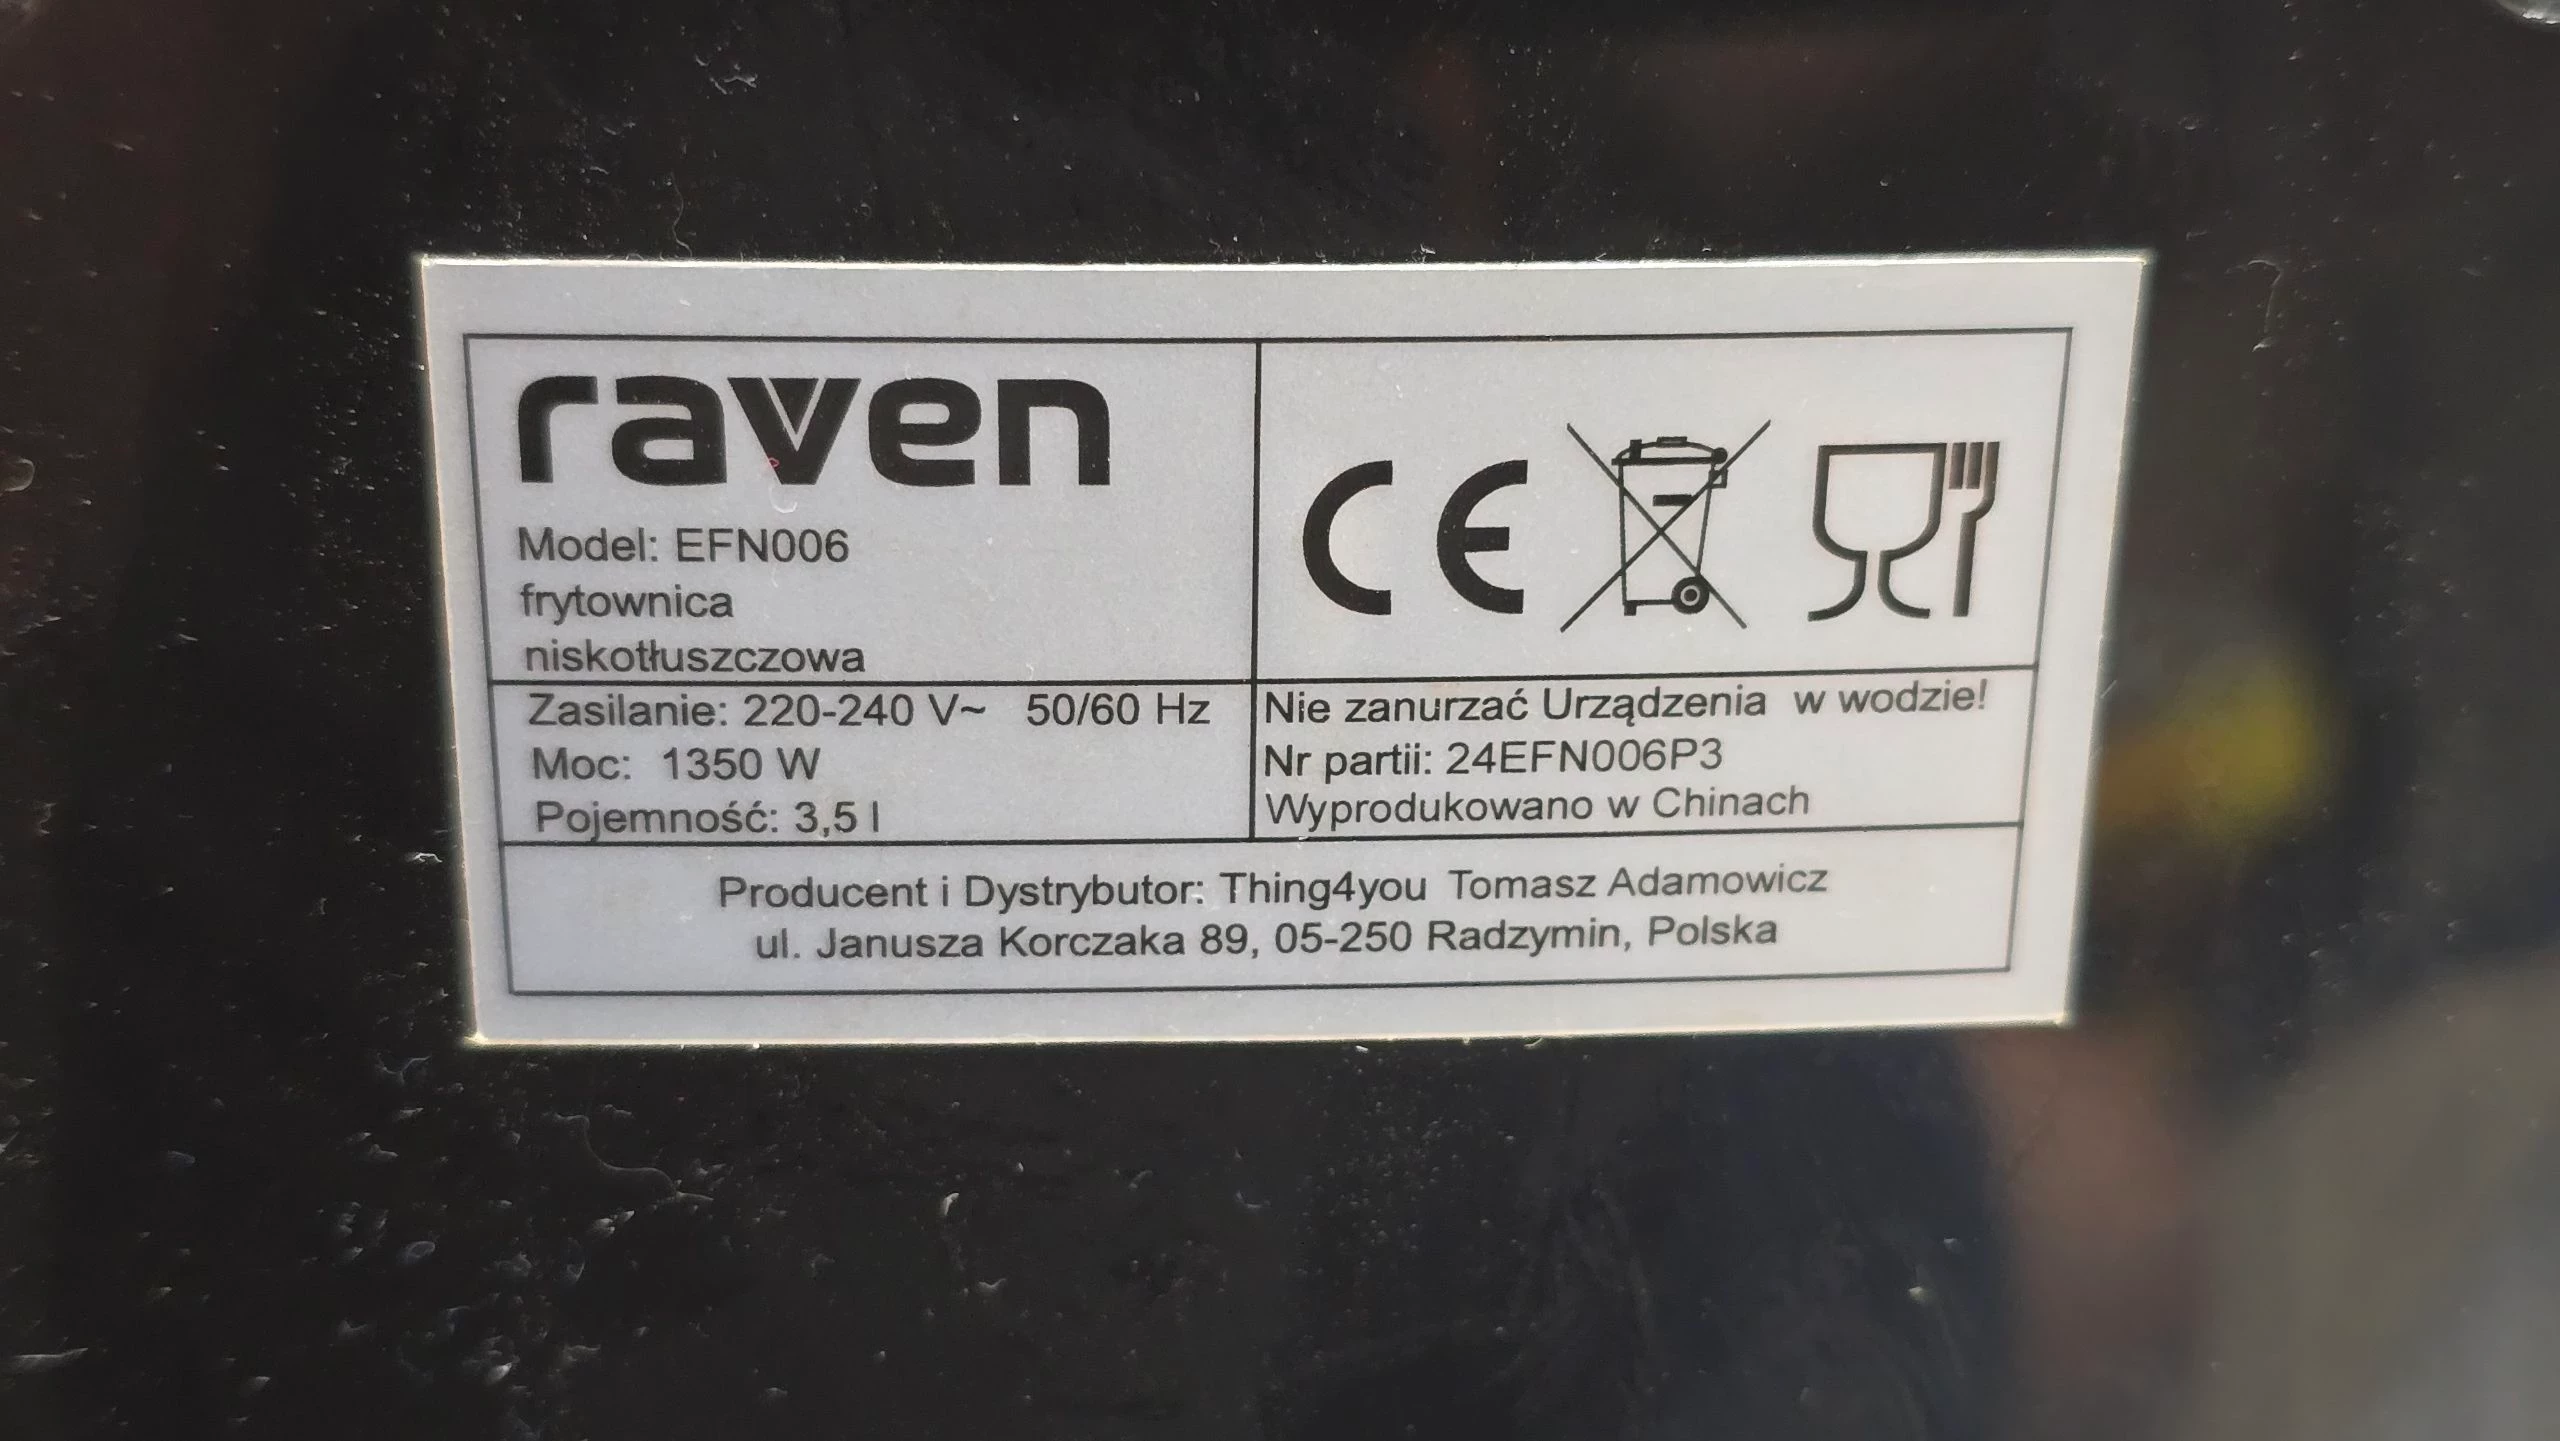 raven
Model: EFN006
frytownica
niskotłuszczowa
Zasilanie: 220-240 V~ 50/60 Hz
Moc: 1350 W
Pojemność: 3,5 l
CE
Nie zanurzać Urządzenia w wodzie!
Nr partii: 24EFN006P3
Wyprodukowano w Chinach
Producent i Dystrybutor: Thing4you Tomasz Adamowicz
ul. Janusza Korczaka 89, 05-250 Radzymin, Polska